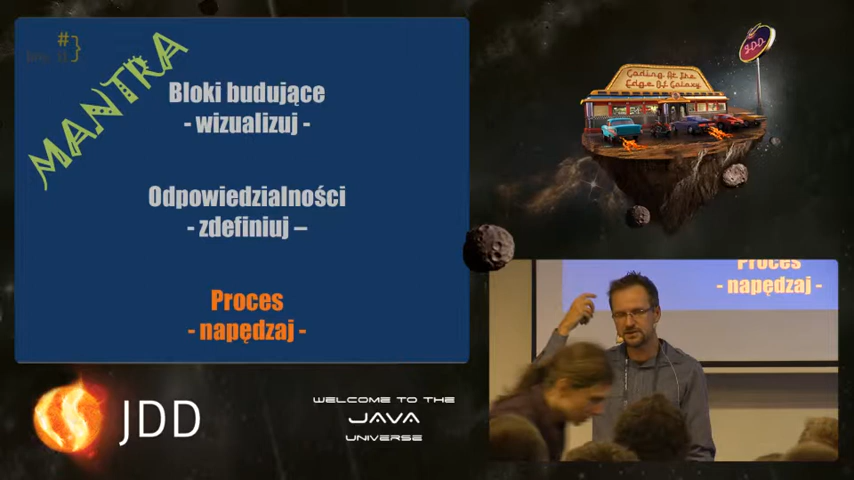 #
}
MANTRA
Bloki budujące
- wizualizuj -
Odpowiedzialności
- zdefiniuj –
Proces
- napędzaj -
Coding At the
Edge Of Galaxy
JDD
Proces
- napędzaj -
JDD
WELCOME TO THE
JAVA
UNIVERSE